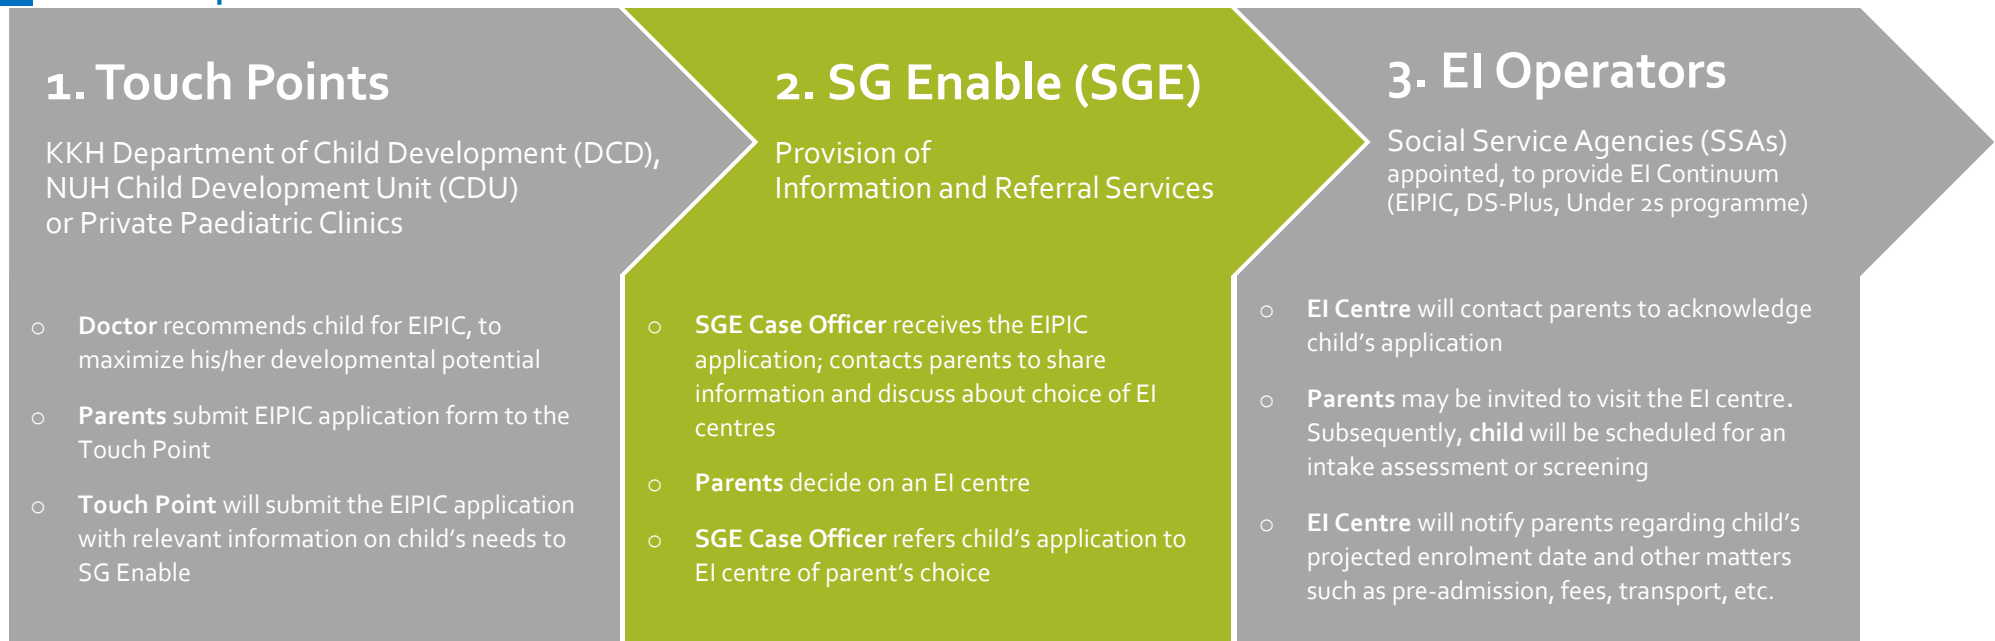 1. Touch Points
KKH Department of Child Development (DCD),
NUH Child Development Unit (CDU)
or Private Paediatric Clinics
o Doctor recommends child for EIPIC, to
maximize his/her developmental potential
o Parents submit EIPIC application form to the
Touch Point
o Touch Point will submit the EIPIC application
with relevant information on child's needs to
SG Enable
2. SG Enable (SGE)
Provision of
Information and Referral Services
o SGE Case Officer receives the EIPIC
application; contacts parents to share
information and discuss about choice of EI
centres
o Parents decide on an EI centre
o SGE Case Officer refers child's application to
EI centre of parent's choice
3. EI Operators
Social Service Agencies (SSAs)
appointed, to provide EI Continuum
(EIPIC, DS-Plus, Under 2s programme)
o EI Centre will contact parents to acknowledge
child's application
o Parents may be invited to visit the EI centre.
Subsequently, child will be scheduled for an
intake assessment or screening
o EI Centre will notify parents regarding child's
projected enrolment date and other matters
such as pre-admission, fees, transport, etc.